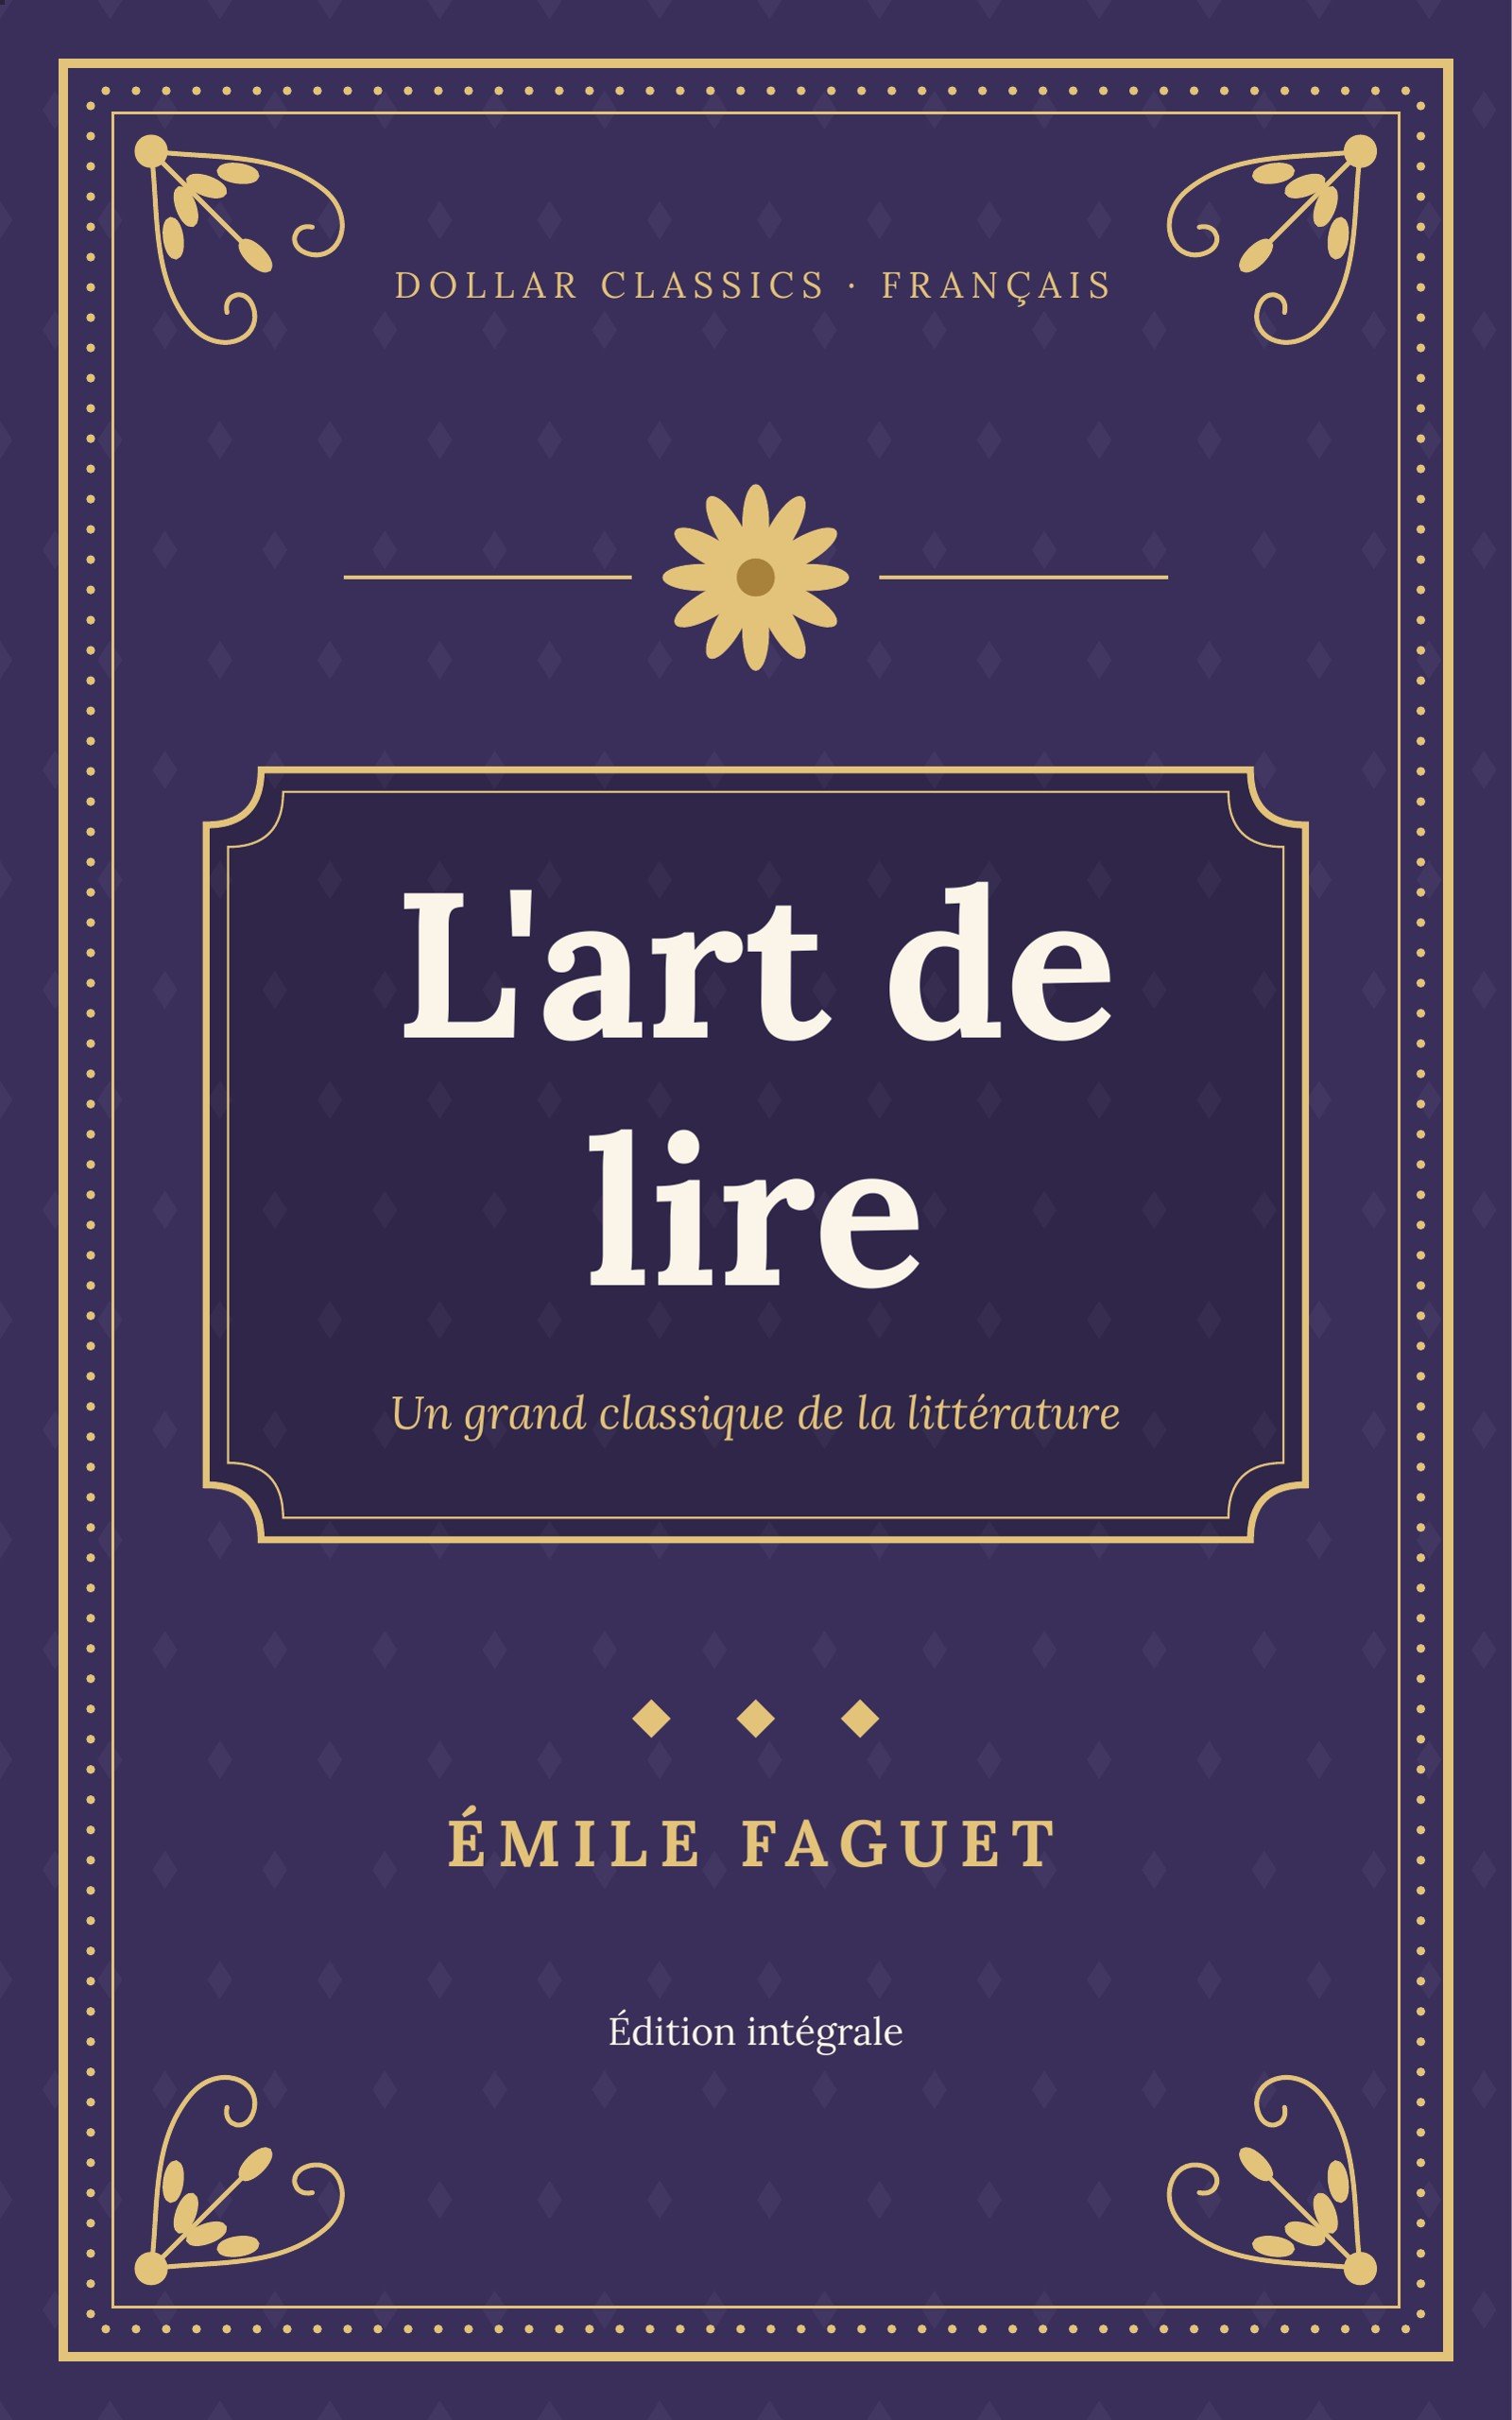 DOLLAR CLASSICS · FRANÇAIS
L'art de
lire
Un grand classique de la littérature
ÉMILE FAGUET
Édition intégrale